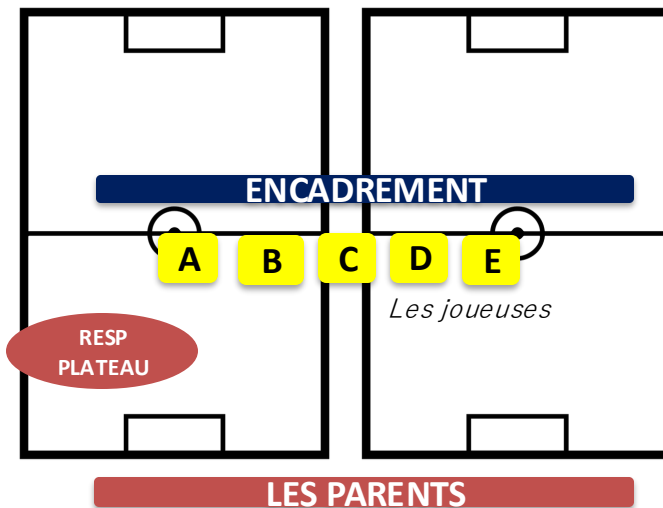 ENCADREMENT
A B C D E
Les joueuses
RESP
PLATEAU
LES PARENTS